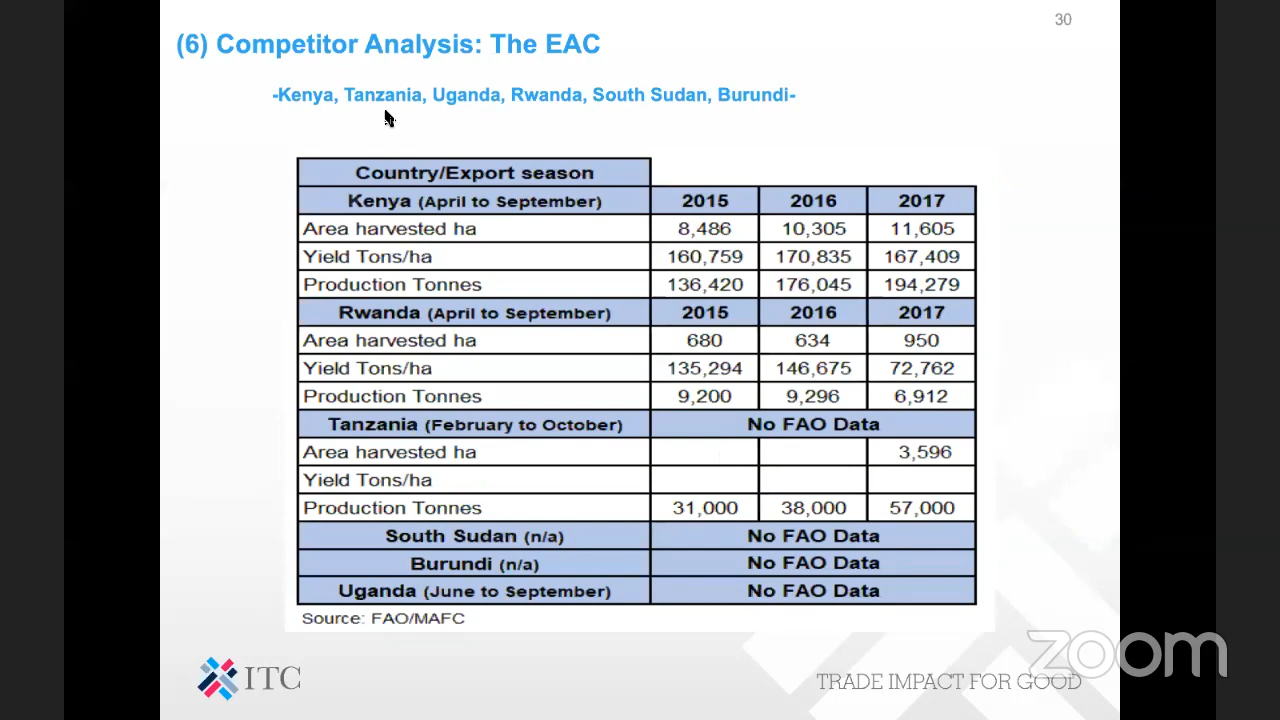 30
(6) Competitor Analysis: The EAC
-Kenya, Tanzania, Uganda, Rwanda, South Sudan, Burundi-
Country/Export season
Kenya (April to September) 2015 2016 2017
Area harvested ha 8,486 10,305 11,605
Yield Tons/ha 160,759 170,835 167,409
Production Tonnes 136,420 176,045 194,279
Rwanda (April to September) 2015 2016 2017
Area harvested ha 680 634 950
Yield Tons/ha 135,294 146,675 72,762
Production Tonnes 9,200 9,296 6,912
Tanzania (February to October) No FAO Data
Area harvested ha 3,596
Yield Tons/ha
Production Tonnes 31,000 38,000 57,000
South Sudan (n/a) No FAO Data
Burundi (n/a) No FAO Data
Uganda (June to September) No FAO Data
Source: FAO/MAFC
ITC
TRADE IMPACT FOR GOOD
zoom